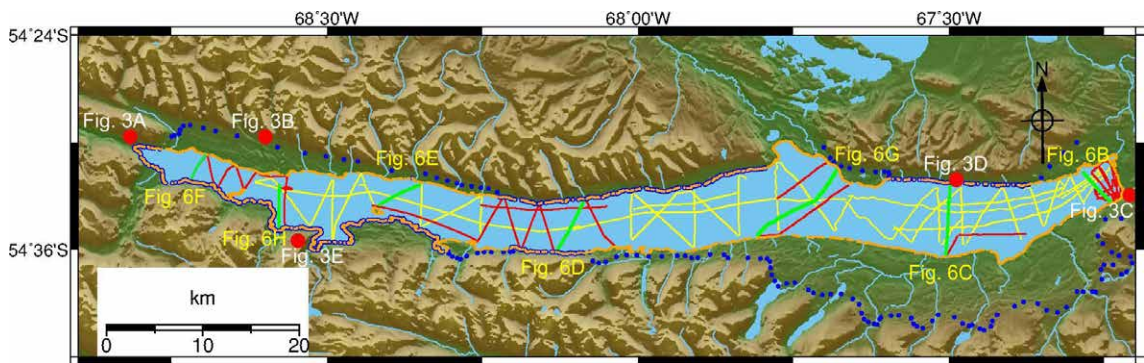 68°30'W 68°00'W 67°30'W
54°24'S
N
Fig. 3A Fig. 3B
Fig. 6E Fig. 6G Fig. 3D Fig. 6B
Fig. 6F
Fig. 3C
Fig. 6H
54°36'S
Fig. 3E
Fig. 6D Fig. 6C
km
0 10 20